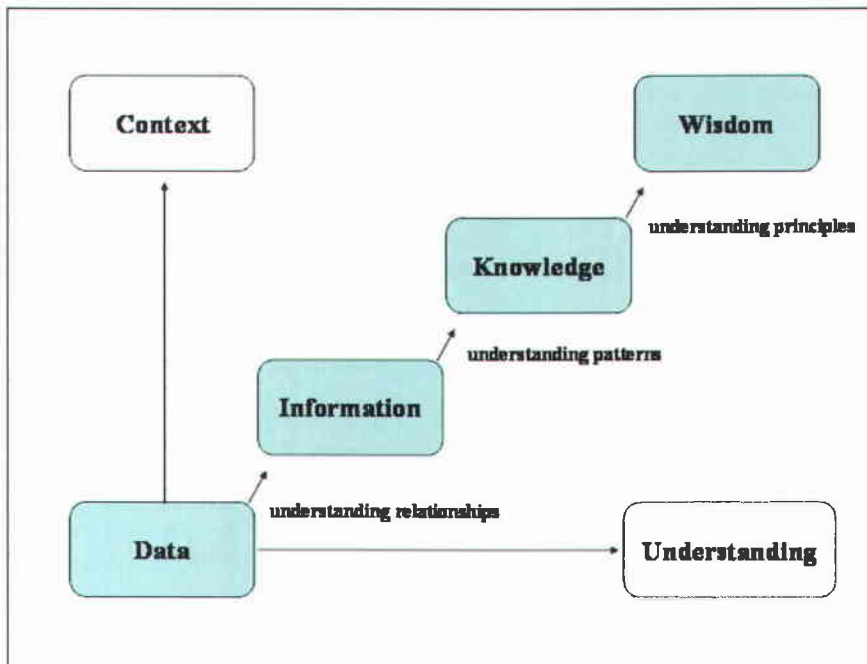 Context
Wisdom
understanding principles
Knowledge
understanding patterns
Information
understanding relationships
Data
Understanding